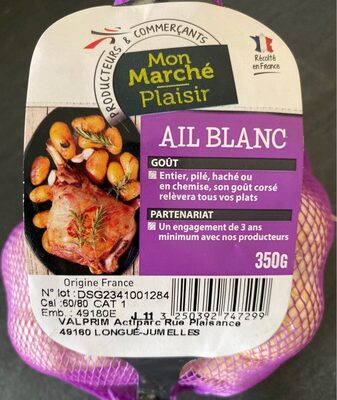 PRODUCTEURS & COMMERÇANTS
Mon
Marché
Plaisir
Récolté
en France
AIL BLANC
GOÛT
Entier, pilé, haché ou
en chemise, son goût corsé
relèvera tous vos plats
PARTENARIAT
Un engagement de 3 ans
minimum avec nos producteurs
350G
Origine France
N° lot : DSG2341001284
Cal :60/80 CAT 1
Emb. : 49180E
J 11 3 250392 747299
VALPRIM Actiparc Rue Plaisance
49160 LONGUÉ-JUMELLES